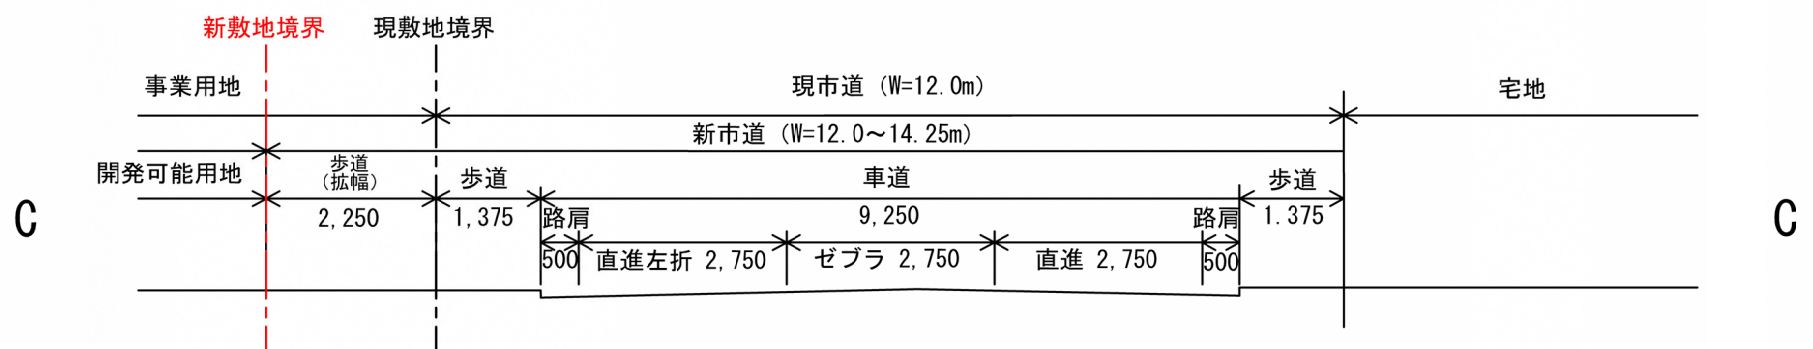 新敷地境界 現敷地境界
事業用地 現市道 (W=12.0m) 宅地
新市道 (W=12.0～14.25m)
開発可能用地 歩道 (拡幅) 歩道 車道 歩道
C 2,250 1,375 路肩 9,250 路肩 1.375 C
500 直進左折 2,750 ゼブラ 2,750 直進 2,750 500